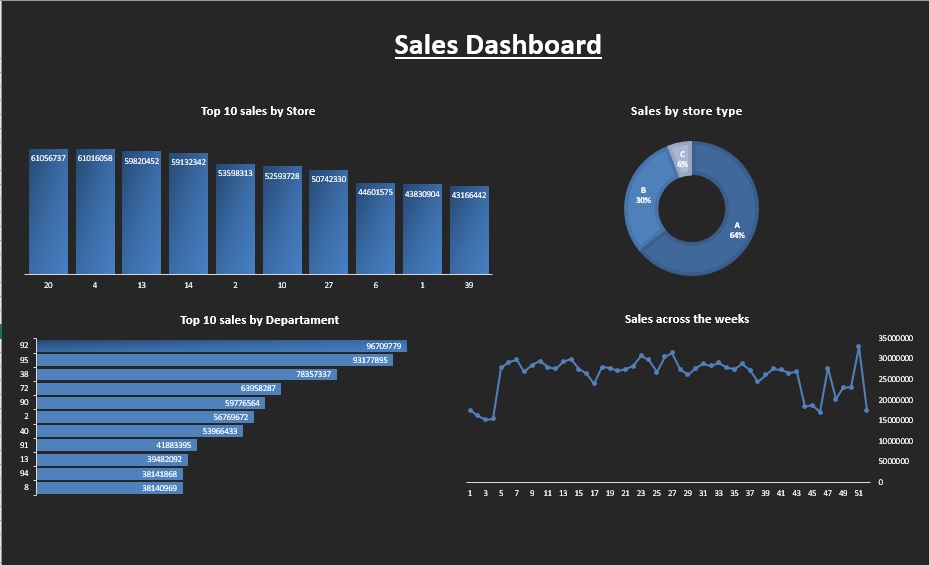 Sales Dashboard
Top 10 sales by Store
61056737 61016058 59820452 59132342 53598313 52593728 50742330 44601575 43830904 43166442
20 4 13 14 2 10 27 6 1 39
Sales by store type
C
6%
B
30%
A
64%
Top 10 sales by Departament
92 96709779
95 93177895
38 78357337
72 63958287
90 59776564
2 56769672
40 53966433
91 41883395
13 39482092
94 38141868
8 38140969
Sales across the weeks
35000000
30000000
25000000
20000000
15000000
10000000
5000000
0
1 3 5 7 9 11 13 15 17 19 21 23 25 27 29 31 33 35 37 39 41 43 45 47 49 51